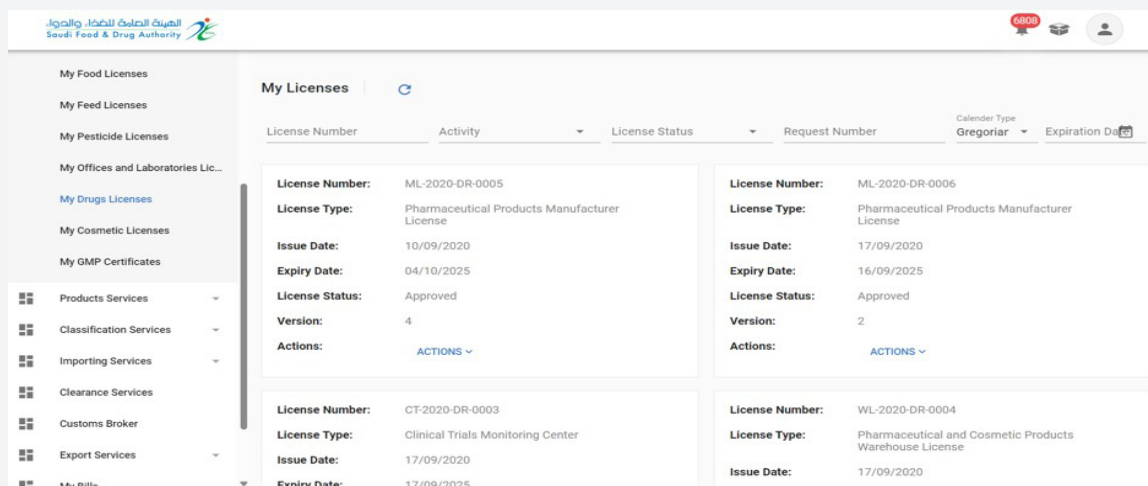 الهيئة العامة للغذاء والدواء
Saudi Food & Drug Authority
6808
My Food Licenses
My Feed Licenses
My Pesticide Licenses
My Offices and Laboratories Lic...
My Drugs Licenses
My Cosmetic Licenses
My GMP Certificates
Products Services
Classification Services
Importing Services
Clearance Services
Customs Broker
Export Services
My Bills
My Licenses
License Number
Activity
License Status
Request Number
Calender Type
Gregoriar
Expiration Date
License Number: ML-2020-DR-0005
License Type: Pharmaceutical Products Manufacturer
License
Issue Date: 10/09/2020
Expiry Date: 04/10/2025
License Status: Approved
Version: 4
Actions: ACTIONS
License Number: ML-2020-DR-0006
License Type: Pharmaceutical Products Manufacturer
License
Issue Date: 17/09/2020
Expiry Date: 16/09/2025
License Status: Approved
Version: 2
Actions: ACTIONS
License Number: CT-2020-DR-0003
License Type: Clinical Trials Monitoring Center
Issue Date: 17/09/2020
Expiry Date: 17/09/2025
License Number: WL-2020-DR-0004
License Type: Pharmaceutical and Cosmetic Products
Warehouse License
Issue Date: 17/09/2020